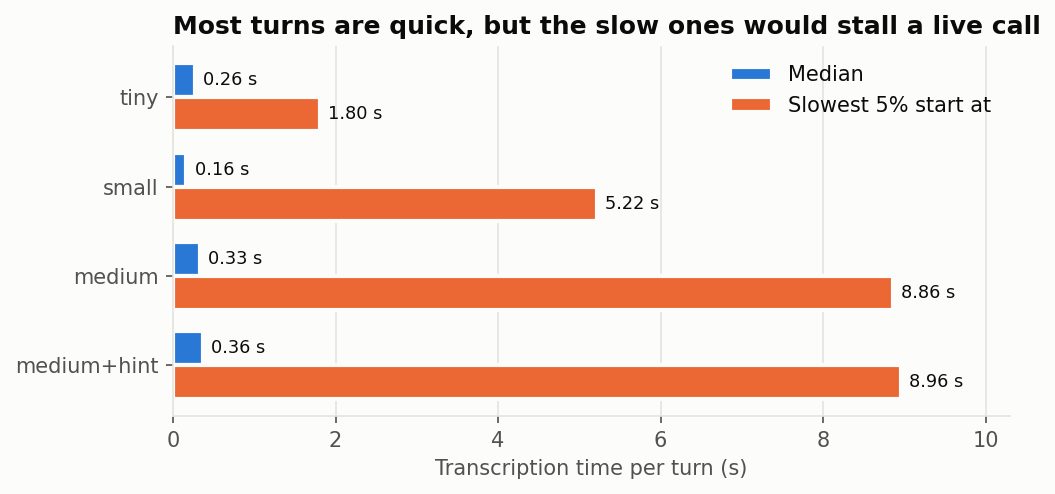 Most turns are quick, but the slow ones would stall a live call
Median
Slowest 5% start at
tiny
0.26 s
1.80 s
small
0.16 s
5.22 s
medium
0.33 s
8.86 s
medium+hint
0.36 s
8.96 s
0 2 4 6 8 10
Transcription time per turn (s)